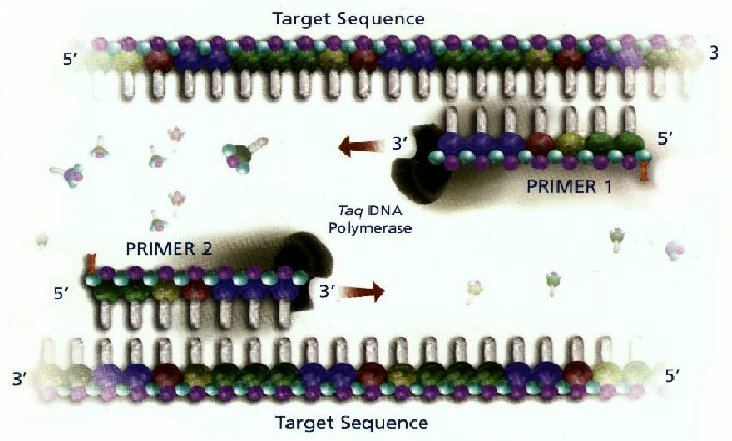 Target Sequence
5' 3
3' 5'
PRIMER 1
Taq DNA
Polymerase
PRIMER 2
5' 3'
3' 5'
Target Sequence